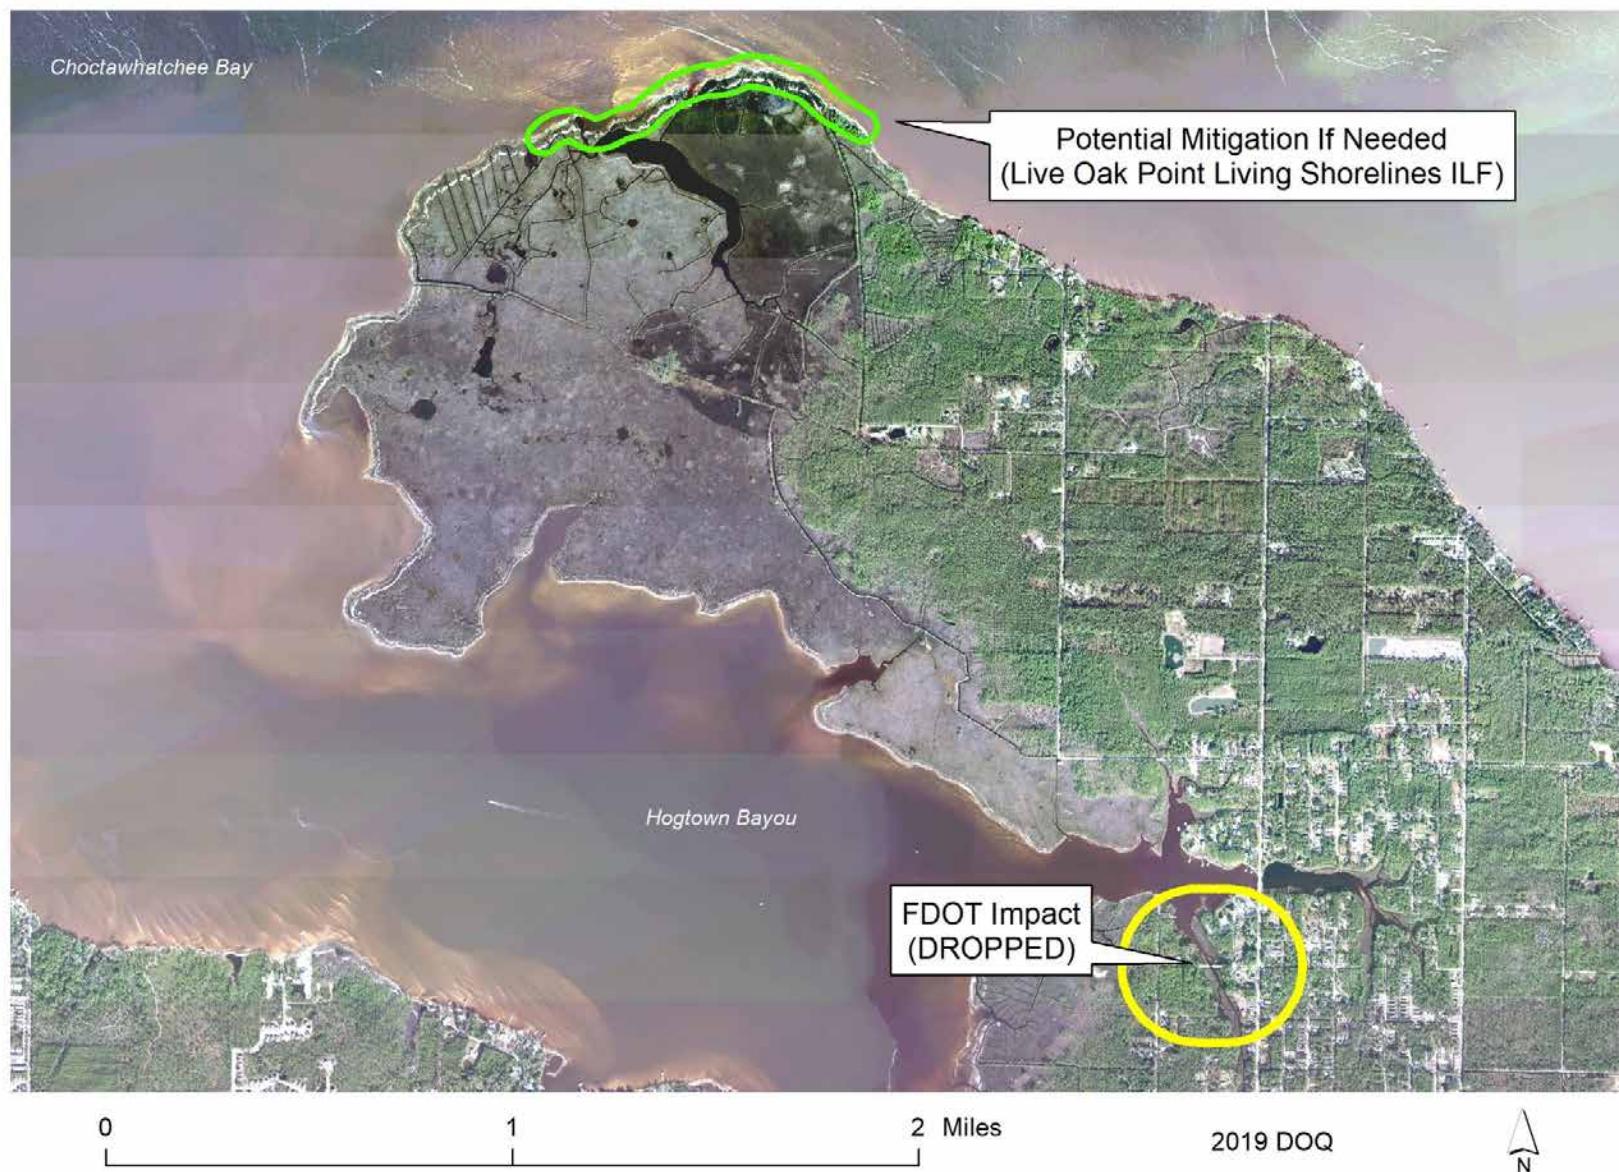 Choctawhatchee Bay
Potential Mitigation If Needed
(Live Oak Point Living Shorelines ILF)
Hogtown Bayou
FDOT Impact
(DROPPED)
0 1 2 Miles
2019 DOQ
N